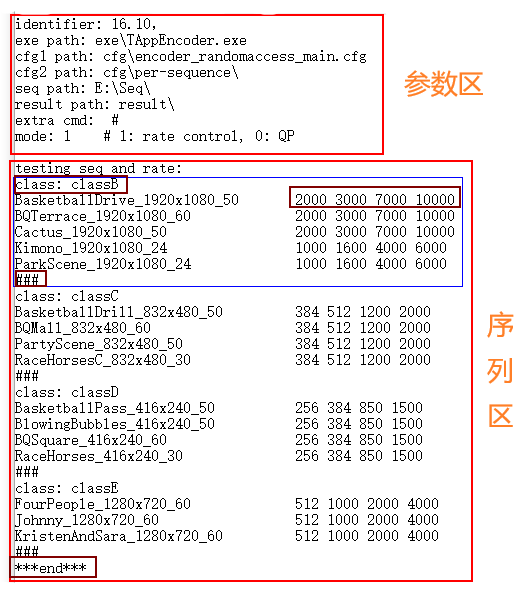 identifier: 16.10,
exe path: exe\TAppEncoder.exe
cfg1 path: cfg\encoder_randomaccess_main.cfg
cfg2 path: cfg\per-sequence\
seq path: E:\Seq\
result path: result\
extra cmd:  #
mode: 1    # 1: rate control, 0: QP
参数区
testing seq and rate:
class: classB
BasketballDrive_1920x1080_50 2000 3000 7000 10000
BQTerrace_1920x1080_60 2000 3000 7000 10000
Cactus_1920x1080_50 2000 3000 7000 10000
Kimono_1920x1080_24 1000 1600 4000 6000
ParkScene_1920x1080_24 1000 1600 4000 6000
###
class: classC
BasketballDrill_832x480_50 384 512 1200 2000
BQMall_832x480_60 384 512 1200 2000
PartyScene_832x480_50 384 512 1200 2000
RaceHorsesC_832x480_30 384 512 1200 2000
###
class: classD
BasketballPass_416x240_50 256 384 850 1500
BlowingBubbles_416x240_50 256 384 850 1500
BQSquare_416x240_60 256 384 850 1500
RaceHorses_416x240_30 256 384 850 1500
###
class: classE
FourPeople_1280x720_60 512 1000 2000 4000
Johnny_1280x720_60 512 1000 2000 4000
KristenAndSara_1280x720_60 512 1000 2000 4000
###
***end***
序
列
区